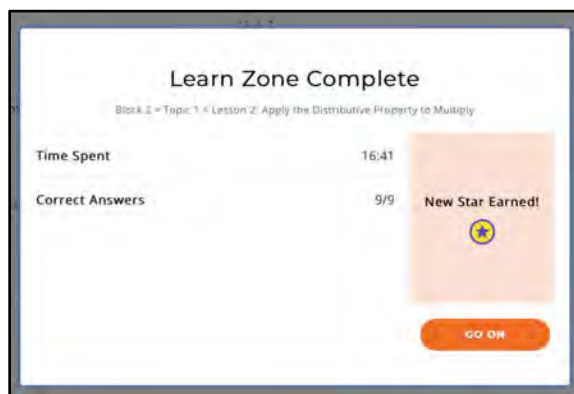 Learn Zone Complete
Block 2 > Topic 1 > Lesson 2: Apply the Distributive Property to Multiply
Time Spent 16:41
Correct Answers 9/9
New Star Earned!
GO ON